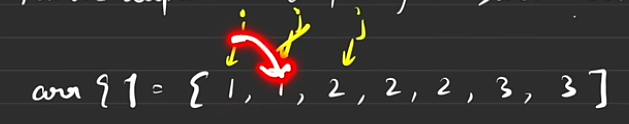 i j j
arr {] = { 1, 1, 2, 2, 2, 3, 3 ]